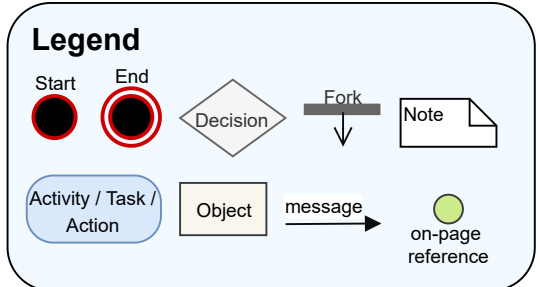 Legend
Start
End
Decision
Fork
Note
Activity / Task /
Action
Object
message
on-page
reference